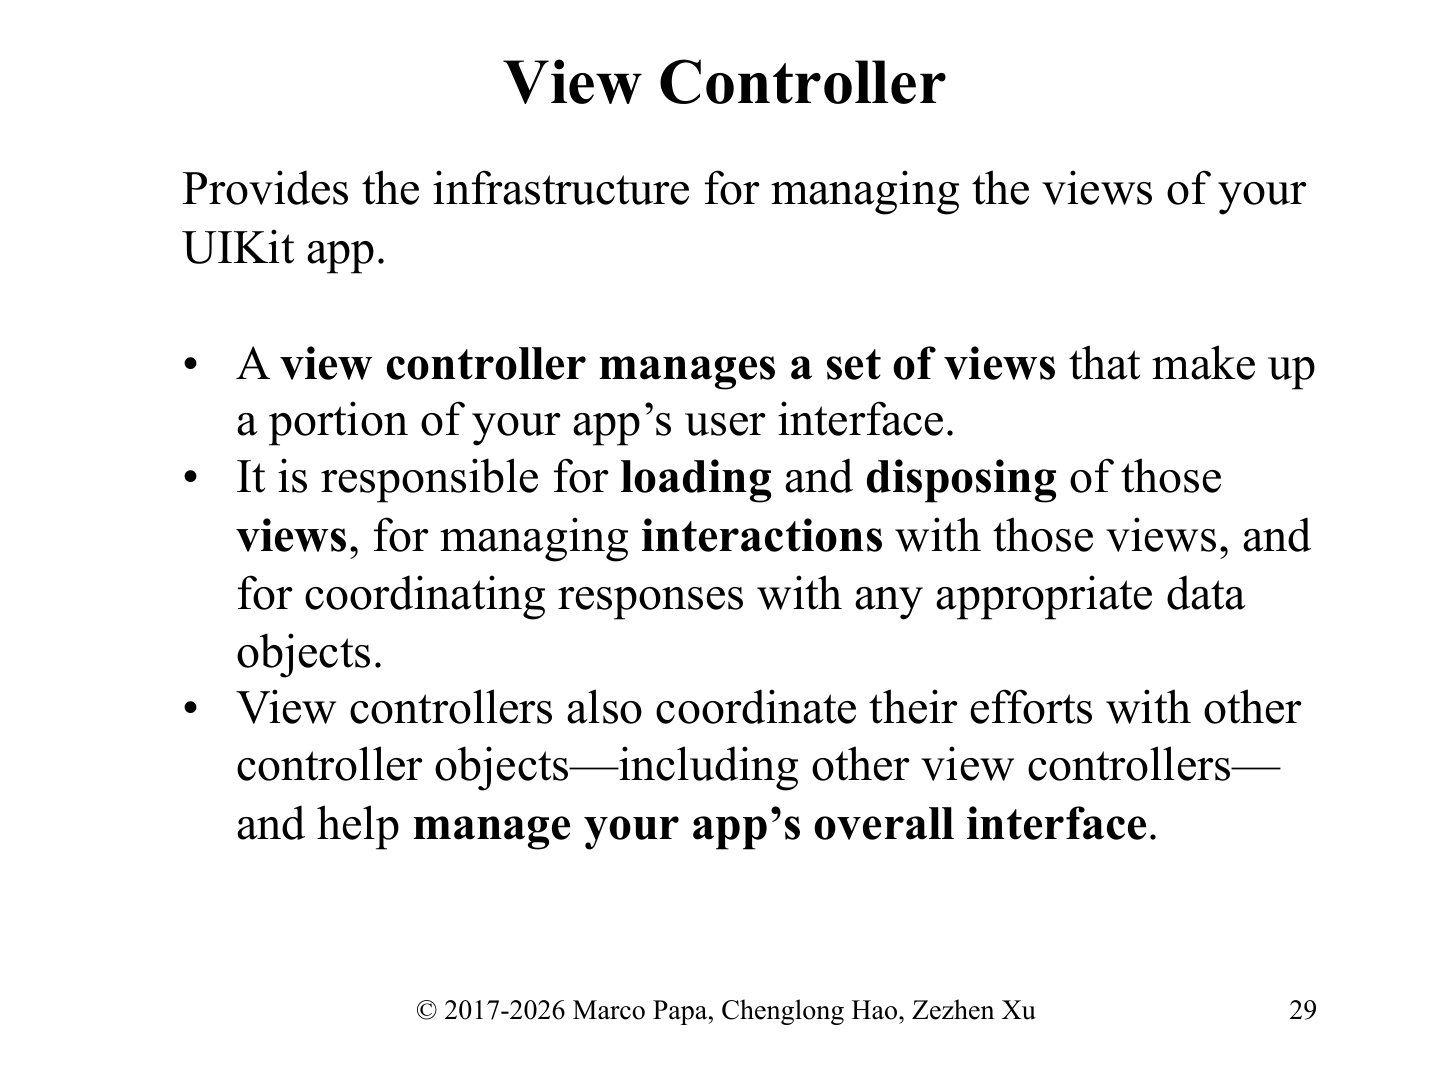 View Controller
Provides the infrastructure for managing the views of your
UIKit app.
• A view controller manages a set of views that make up
a portion of your app’s user interface.
• It is responsible for loading and disposing of those
views, for managing interactions with those views, and
for coordinating responses with any appropriate data
objects.
• View controllers also coordinate their efforts with other
controller objects—including other view controllers—
and help manage your app’s overall interface.
© 2017-2026 Marco Papa, Chenglong Hao, Zezhen Xu
29